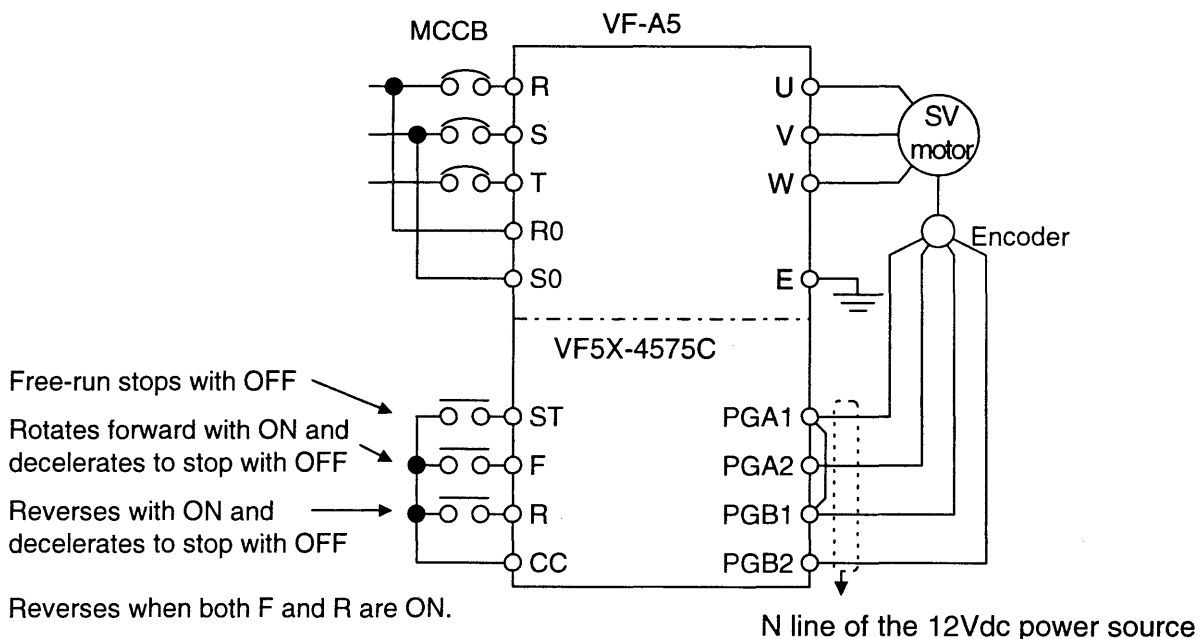 MCCB
VF-A5
R
S
T
R0
S0
U
V
W
E
SV
motor
Encoder
VF5X-4575C
Free-run stops with OFF
Rotates forward with ON and
decelerates to stop with OFF
Reverses with ON and
decelerates to stop with OFF
Reverses when both F and R are ON.
ST
F
R
CC
PGA1
PGA2
PGB1
PGB2
N line of the 12Vdc power source